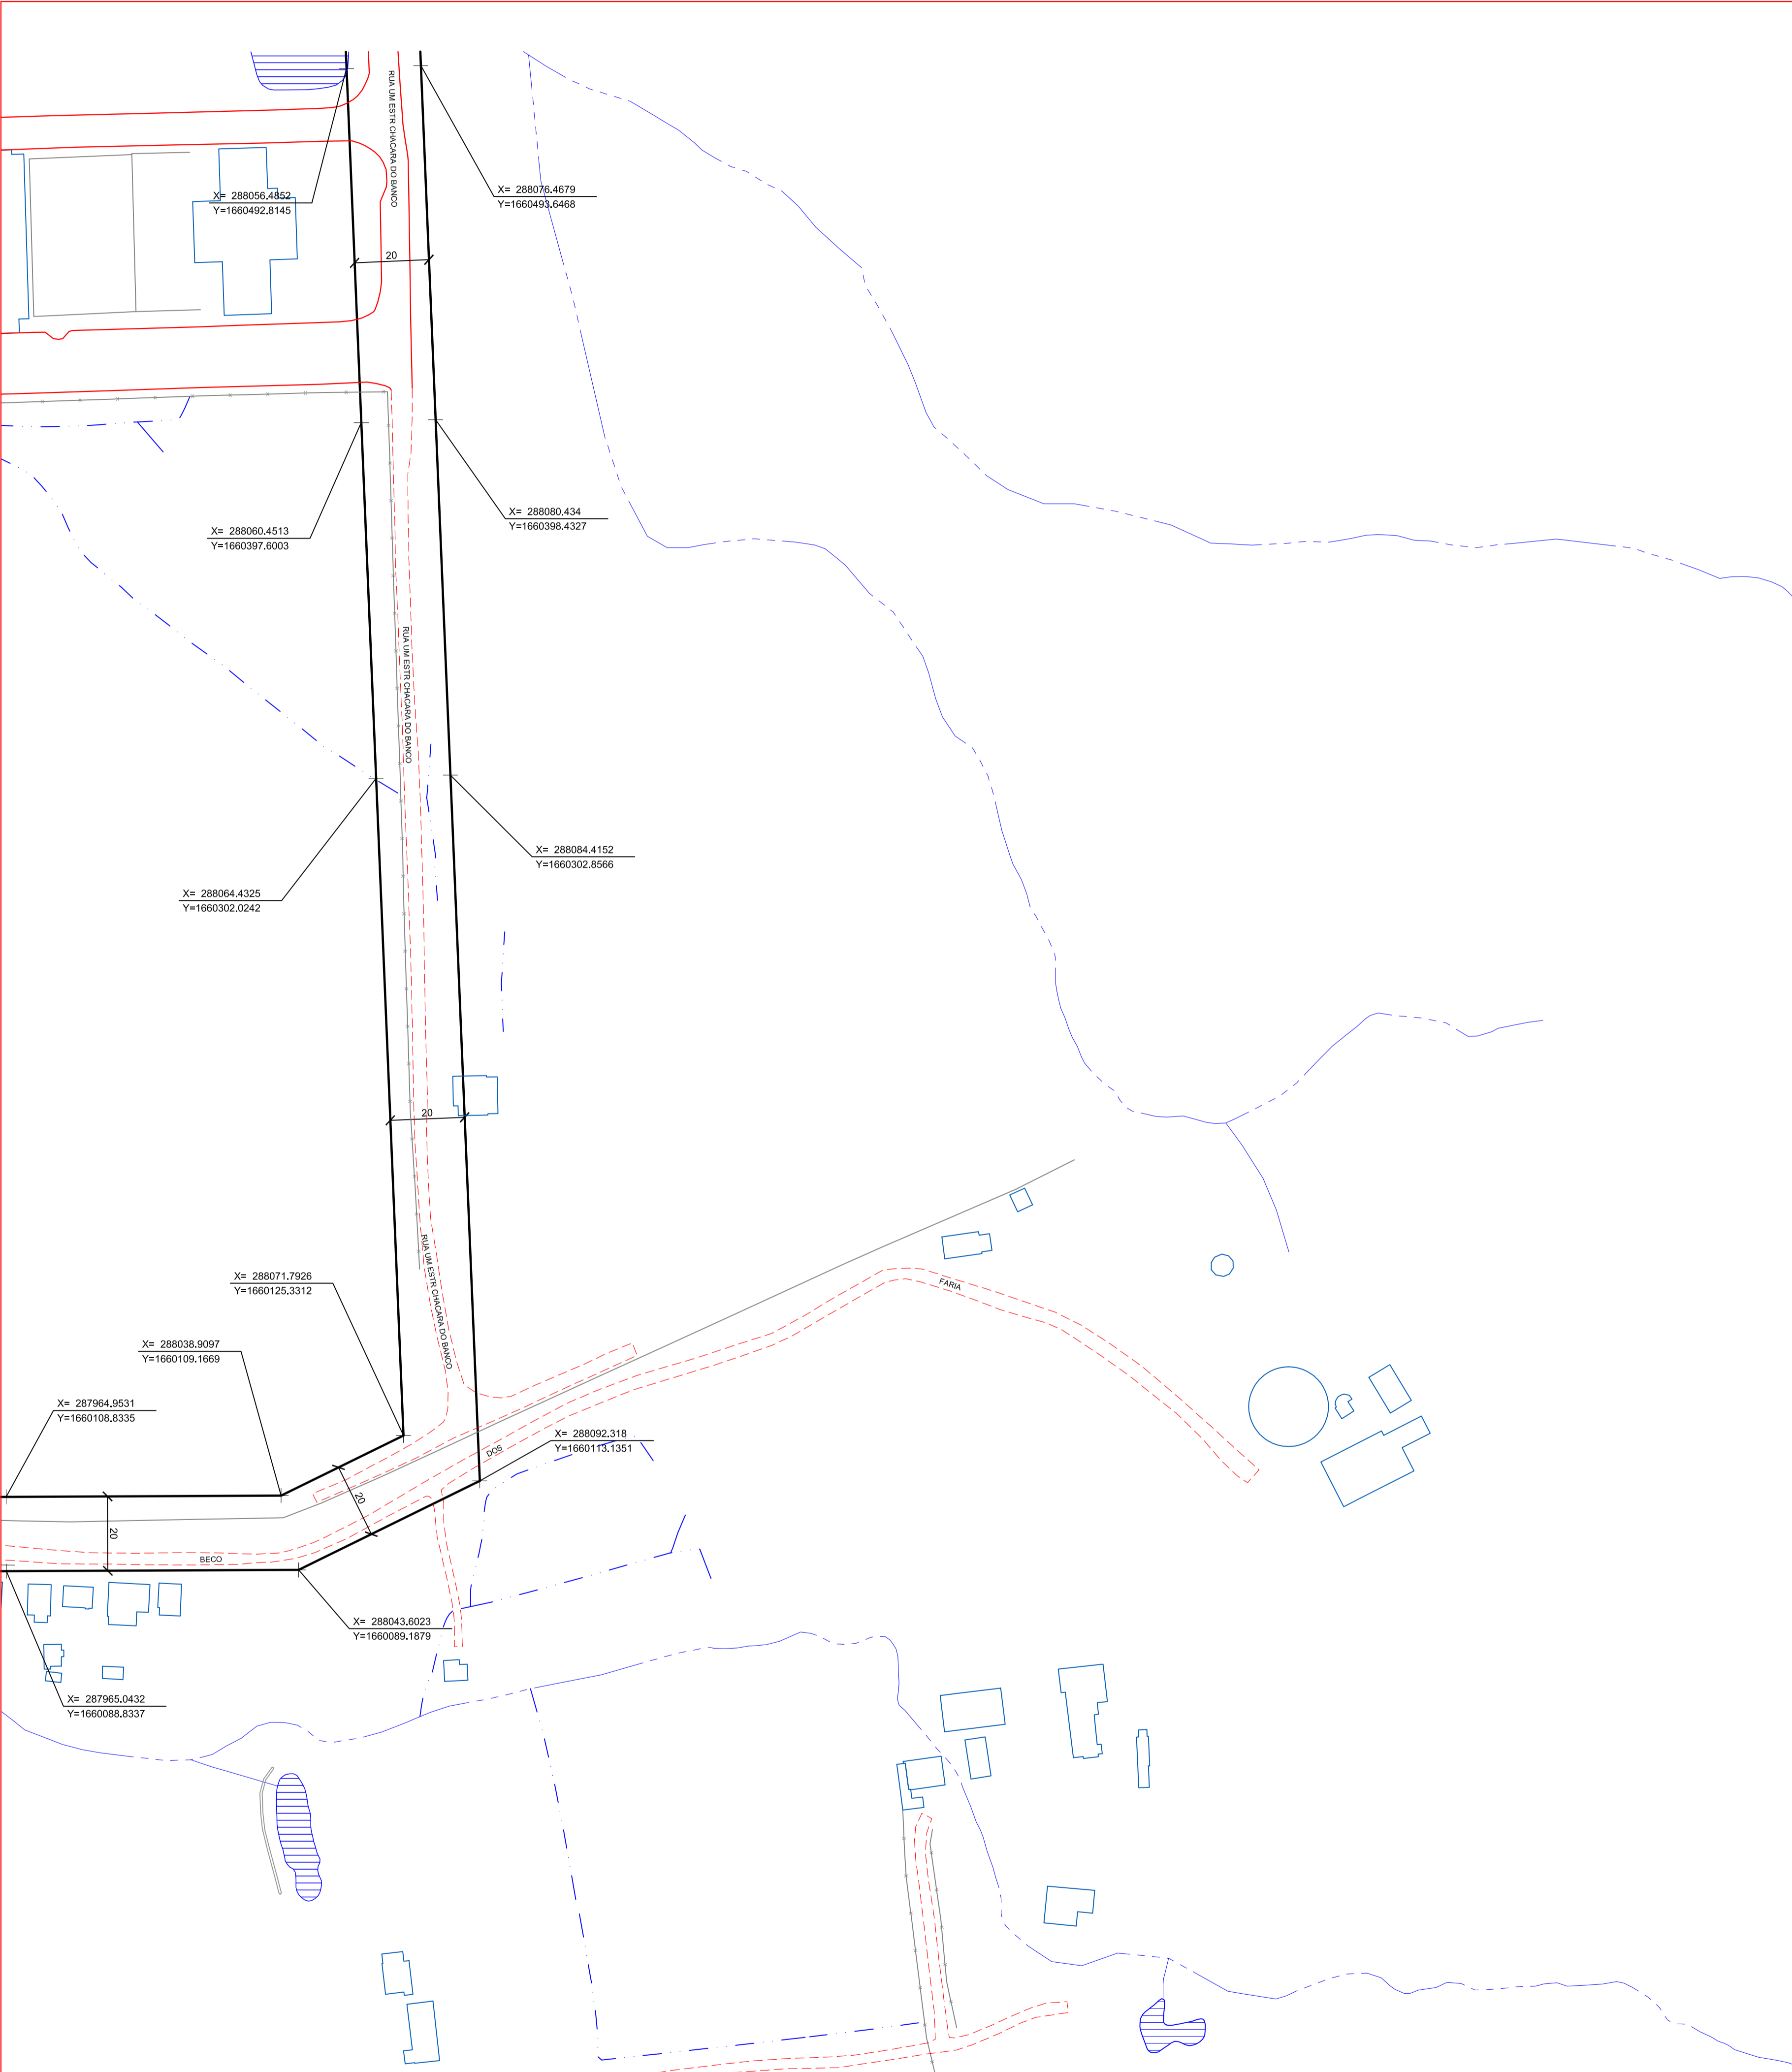 RUA UM ESTR CHACARA DO BANCO
X= 288056.4852
Y=1660492.8145
X= 288076.4679
Y=1660493.6468
20
X= 288060.4513
Y=1660397.6003
X= 288080.434
Y=1660398.4327
RUA UM ESTR CHACARA DO BANCO
X= 288084.4152
Y=1660302.8566
X= 288064.4325
Y=1660302.0242
20
RUA UM ESTR CHACARA DO BANCO
X= 288071.7926
Y=1660125.3312
FARIA
X= 288038.9097
Y=1660109.1669
X= 287964.9531
Y=1660108.8335
X= 288092.318
Y=1660113.1351
DOS
20
20
BECO
X= 288043.6023
Y=1660089.1879
X= 287965.0432
Y=1660088.8337